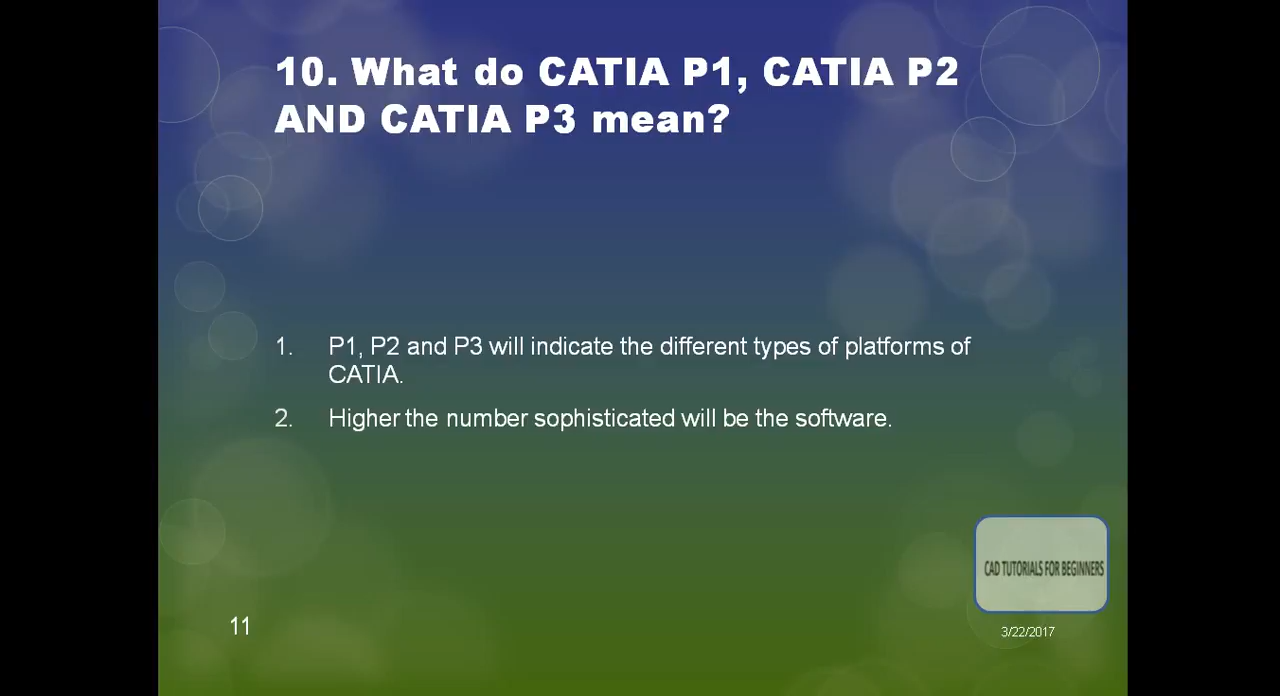 10. What do CATIA P1, CATIA P2
AND CATIA P3 mean?
1. P1, P2 and P3 will indicate the different types of platforms of
CATIA.
2. Higher the number sophisticated will be the software.
CAD TUTORIALS FOR BEGINNERS
11
3/22/2017